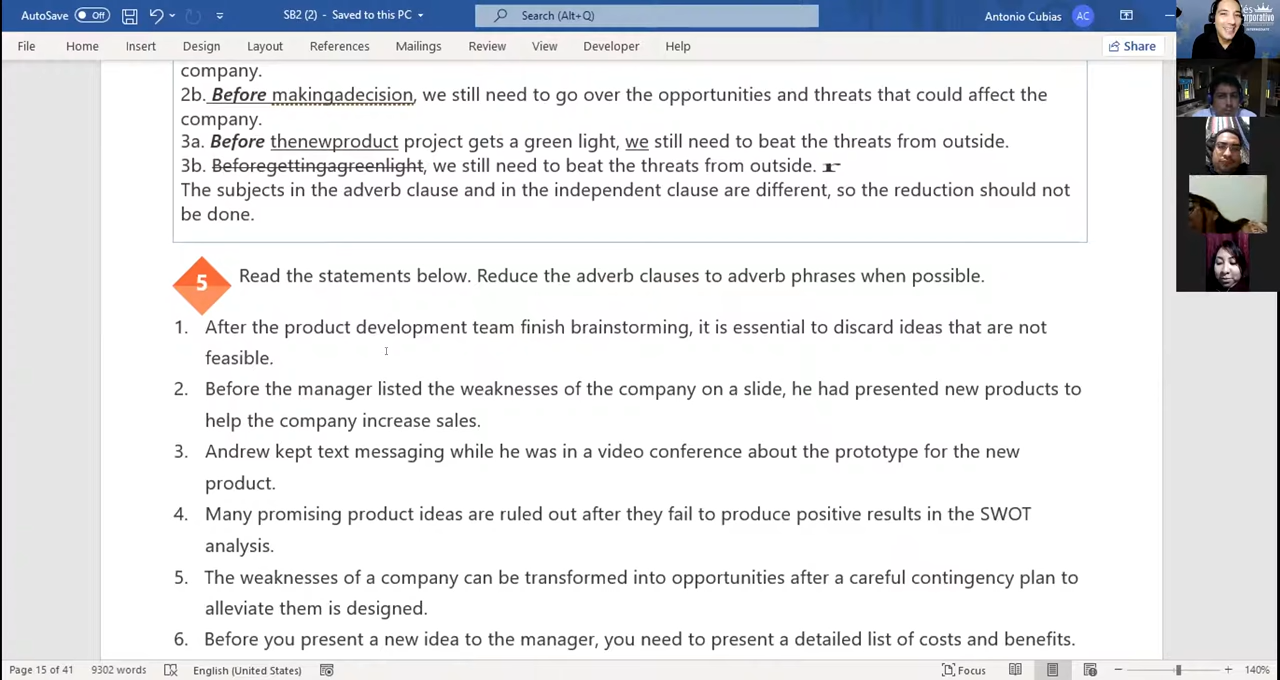 AutoSave Off SB2 (2) - Saved to this PC Search (Alt+Q) Antonio Cubias AC
File Home Insert Design Layout References Mailings Review View Developer Help Share
company.
2b. Before makingadecision, we still need to go over the opportunities and threats that could affect the
company.
3a. Before thenewproduct project gets a green light, we still need to beat the threats from outside.
3b. Beforegettingagreenlight, we still need to beat the threats from outside.
The subjects in the adverb clause and in the independent clause are different, so the reduction should not
be done.
5 Read the statements below. Reduce the adverb clauses to adverb phrases when possible.
1. After the product development team finish brainstorming, it is essential to discard ideas that are not
feasible.
2. Before the manager listed the weaknesses of the company on a slide, he had presented new products to
help the company increase sales.
3. Andrew kept text messaging while he was in a video conference about the prototype for the new
product.
4. Many promising product ideas are ruled out after they fail to produce positive results in the SWOT
analysis.
5. The weaknesses of a company can be transformed into opportunities after a careful contingency plan to
alleviate them is designed.
6. Before you present a new idea to the manager, you need to present a detailed list of costs and benefits.
Page 15 of 41 9302 words English (United States) Focus 140%